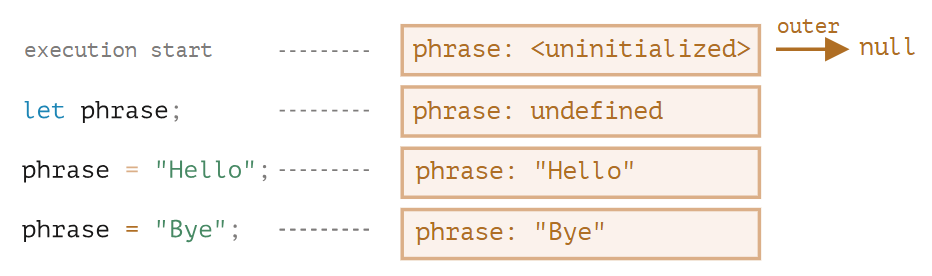 execution start --------- phrase: <uninitialized> outer null
let phrase; --------- phrase: undefined
phrase = "Hello"; --------- phrase: "Hello"
phrase = "Bye"; --------- phrase: "Bye"